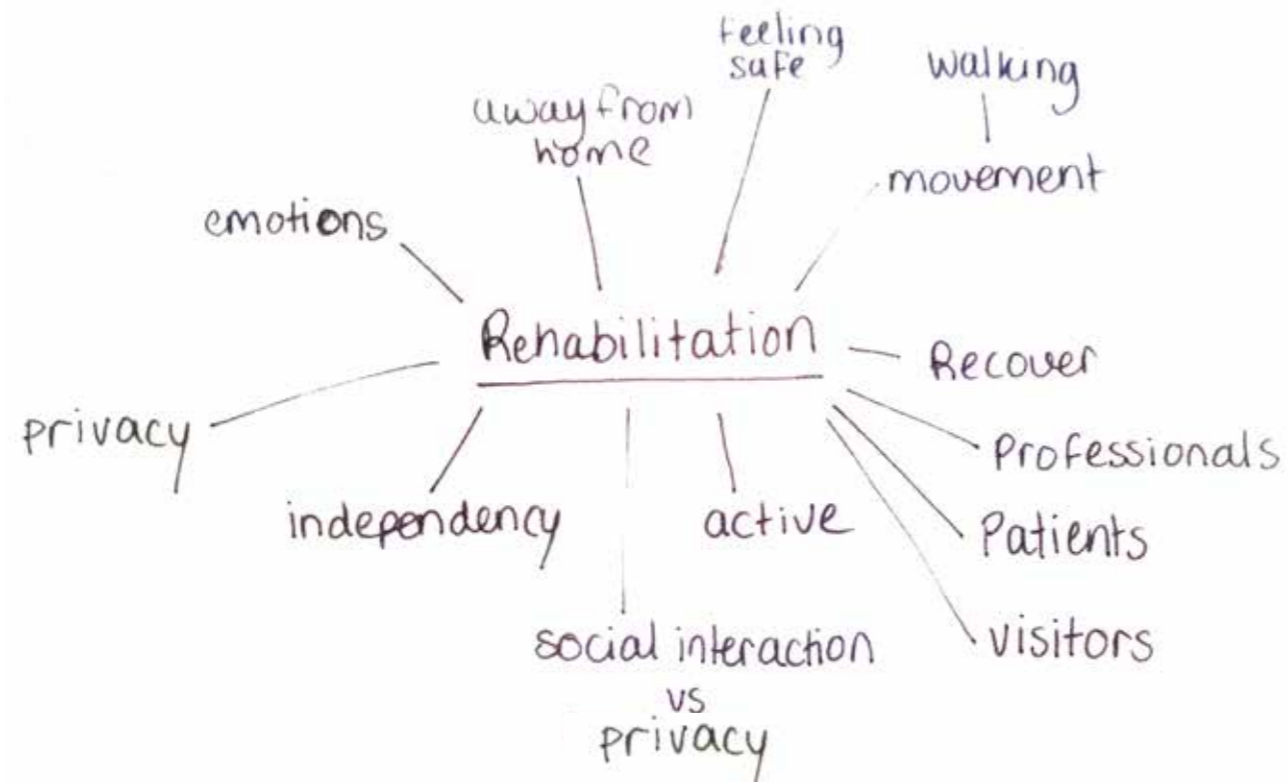 feeling
safe
walking
away from
home
movement
emotions
Rehabilitation
Recover
privacy
Professionals
independency
active
Patients
social interaction
vs
privacy
visitors